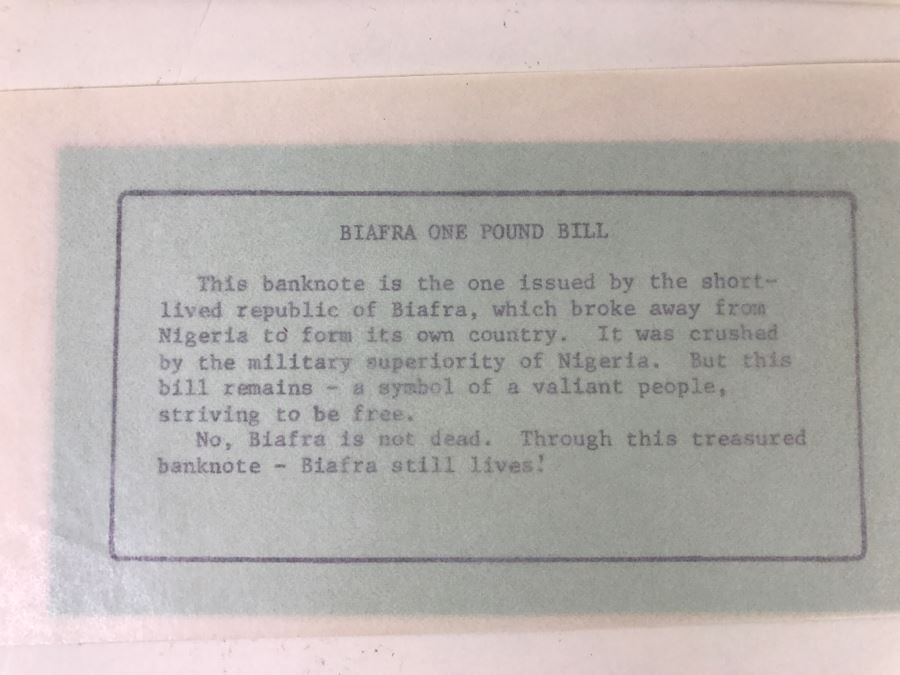 BIAFRA ONE POUND BILL
This banknote is the one issued by the short-
lived republic of Biafra, which broke away from
Nigeria to form its own country. It was crushed
by the military superiority of Nigeria. But this
bill remains - a symbol of a valiant people,
striving to be free.
No, Biafra is not dead. Through this treasured
banknote - Biafra still lives!